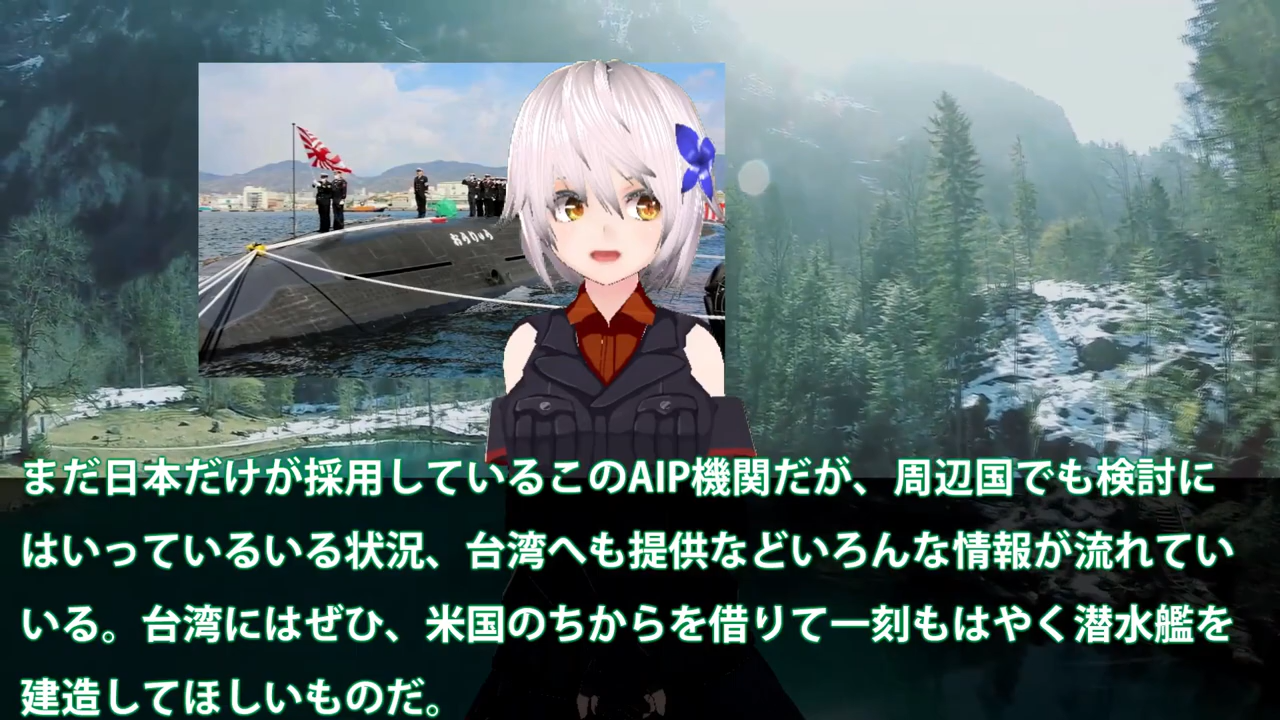 おうりゅう
まだ日本だけが採用しているこのAIP機関だが、周辺国でも検討に
はいっているいる状況、台湾へも提供などいろんな情報が流れてい
いる。台湾にはぜひ、米国のちからを借りて一刻もはやく潜水艦を
建造してほしいものだ。